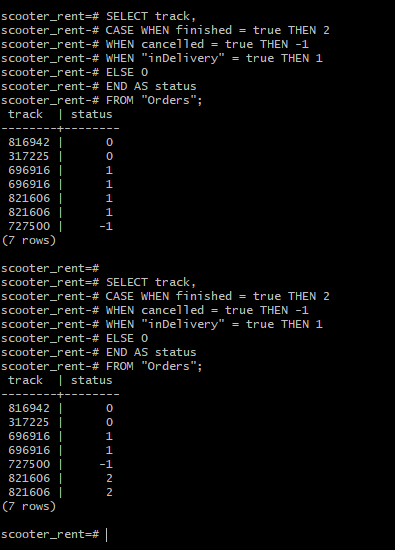 scooter_rent=# SELECT track,
scooter_rent-# CASE WHEN finished = true THEN 2
scooter_rent-# WHEN cancelled = true THEN -1
scooter_rent-# WHEN "inDelivery" = true THEN 1
scooter_rent-# ELSE 0
scooter_rent-# END AS status
scooter_rent-# FROM "Orders";
 track  | status
--------+--------
 816942 |      0
 317225 |      0
 696916 |      1
 696916 |      1
 821606 |      1
 821606 |      1
 727500 |     -1
(7 rows)

scooter_rent=#
scooter_rent=# SELECT track,
scooter_rent-# CASE WHEN finished = true THEN 2
scooter_rent-# WHEN cancelled = true THEN -1
scooter_rent-# WHEN "inDelivery" = true THEN 1
scooter_rent-# ELSE 0
scooter_rent-# END AS status
scooter_rent-# FROM "Orders";
 track  | status
--------+--------
 816942 |      0
 317225 |      0
 696916 |      1
 696916 |      1
 727500 |     -1
 821606 |      2
 821606 |      2
(7 rows)

scooter_rent=#